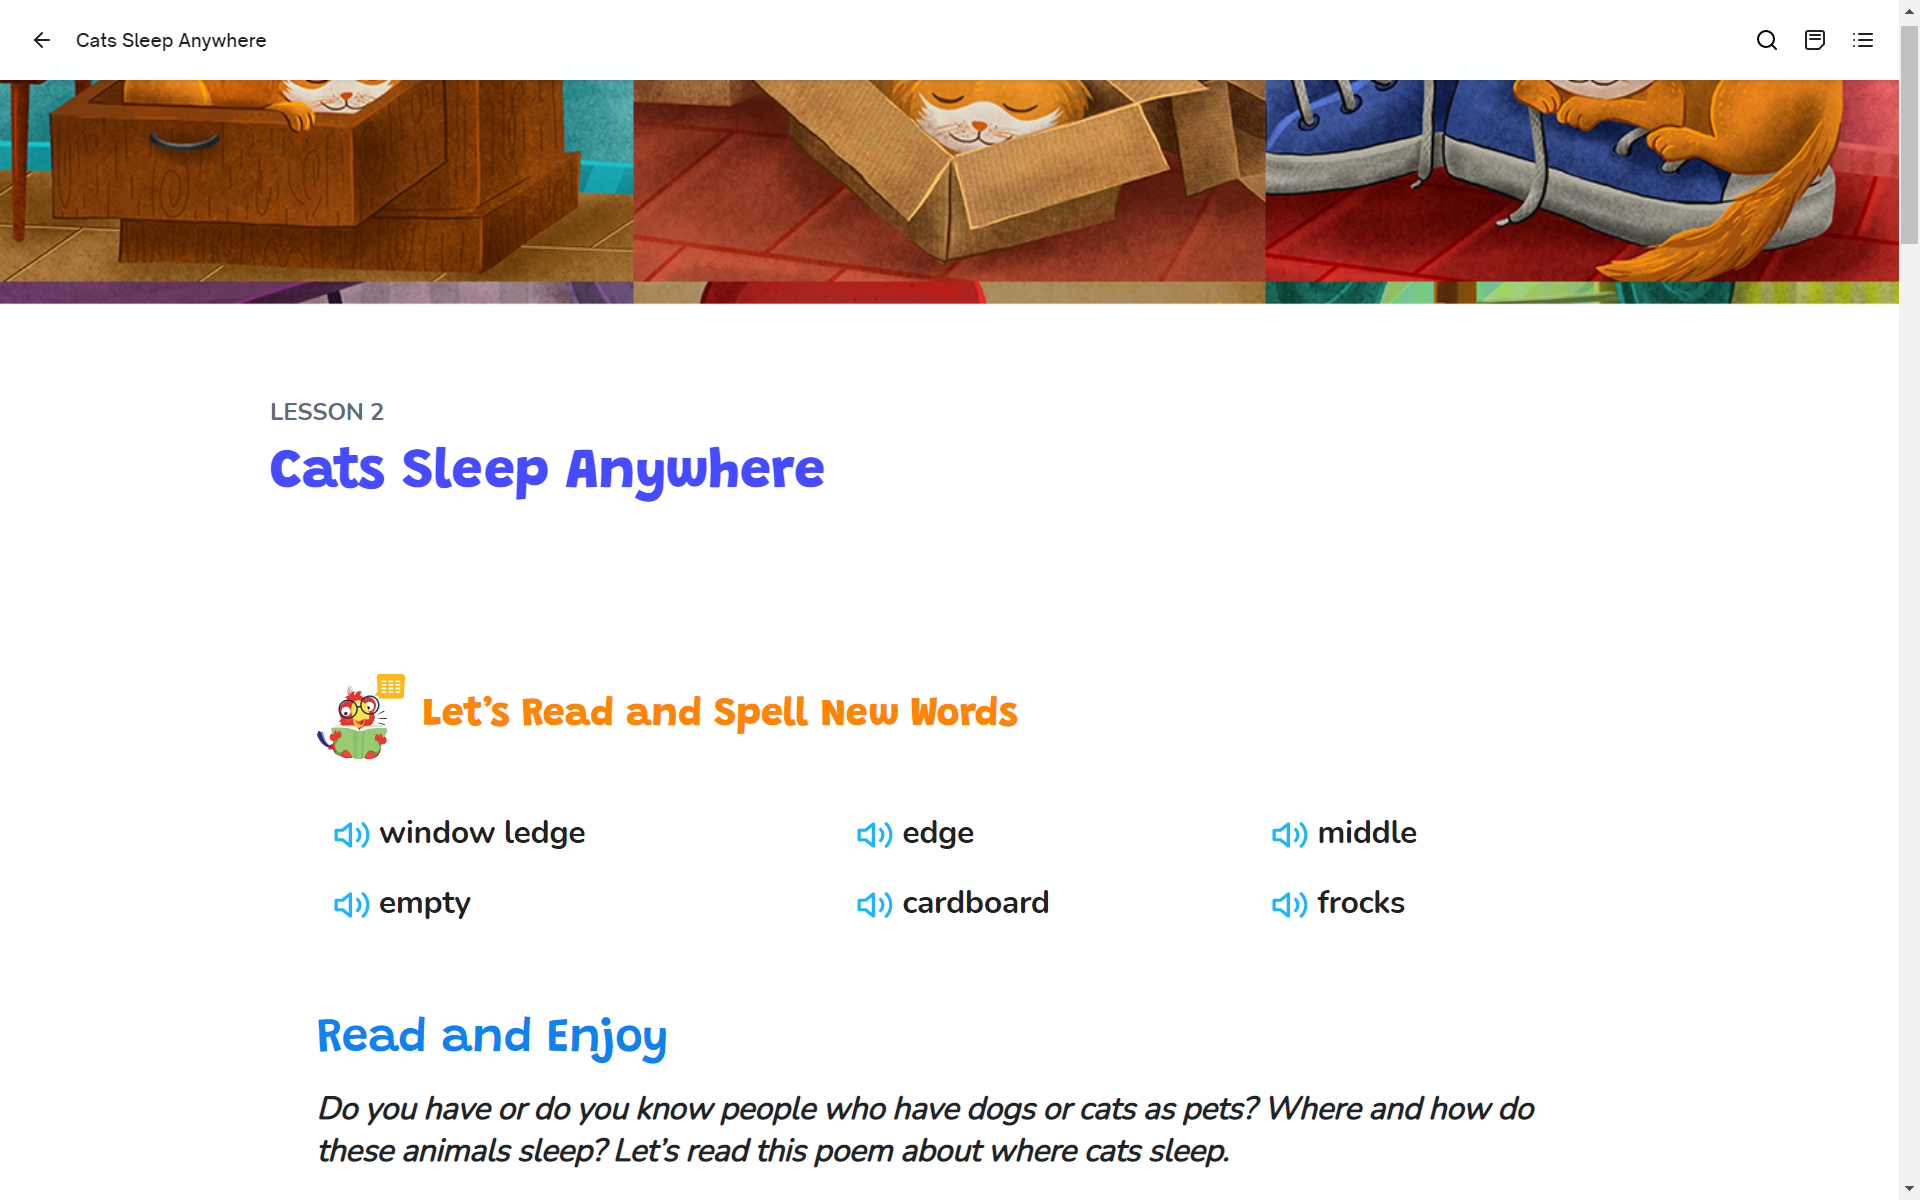 Cats Sleep Anywhere
LESSON 2
Cats Sleep Anywhere
Let’s Read and Spell New Words
window ledge
edge
middle
empty
cardboard
frocks
Read and Enjoy
Do you have or do you know people who have dogs or cats as pets? Where and how do
these animals sleep? Let’s read this poem about where cats sleep.